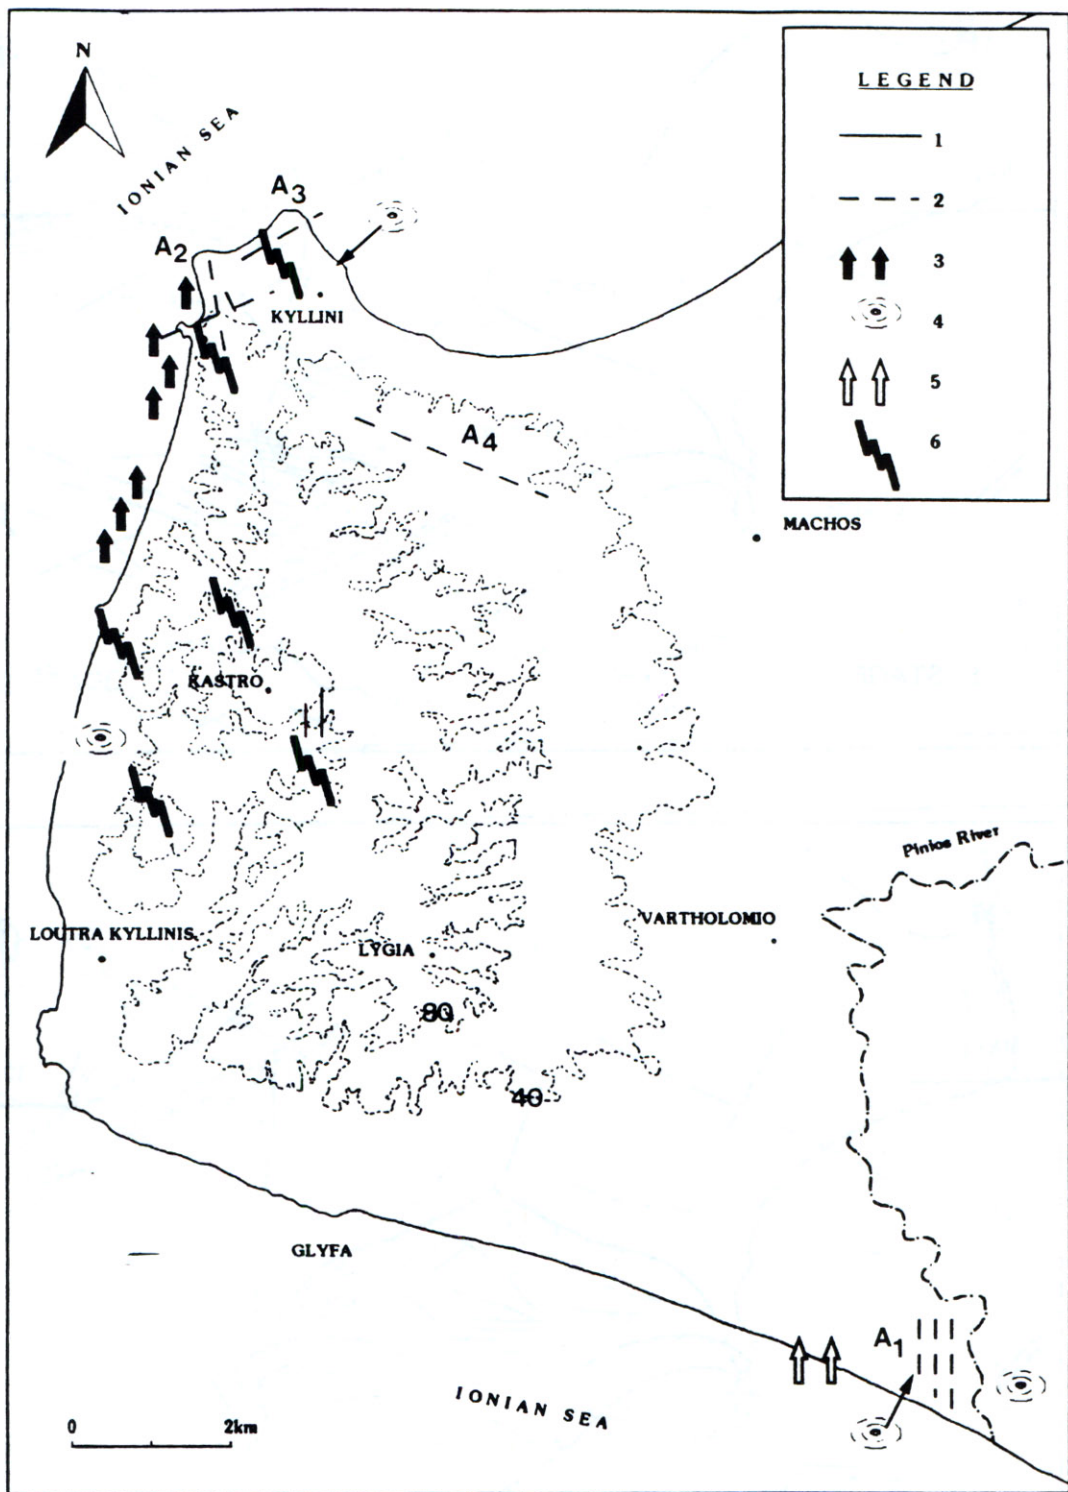 N
IONIAN SEA
LEGEND
1
2
3
4
5
6
A3
A2
KYLLINI
A4
MACHOS
KASTRO
Pinios River
VARTHOLOMIO
LOUTRA KYLLINIS
LYGIA
80
40
GLYFA
A1
IONIAN SEA
0 2km